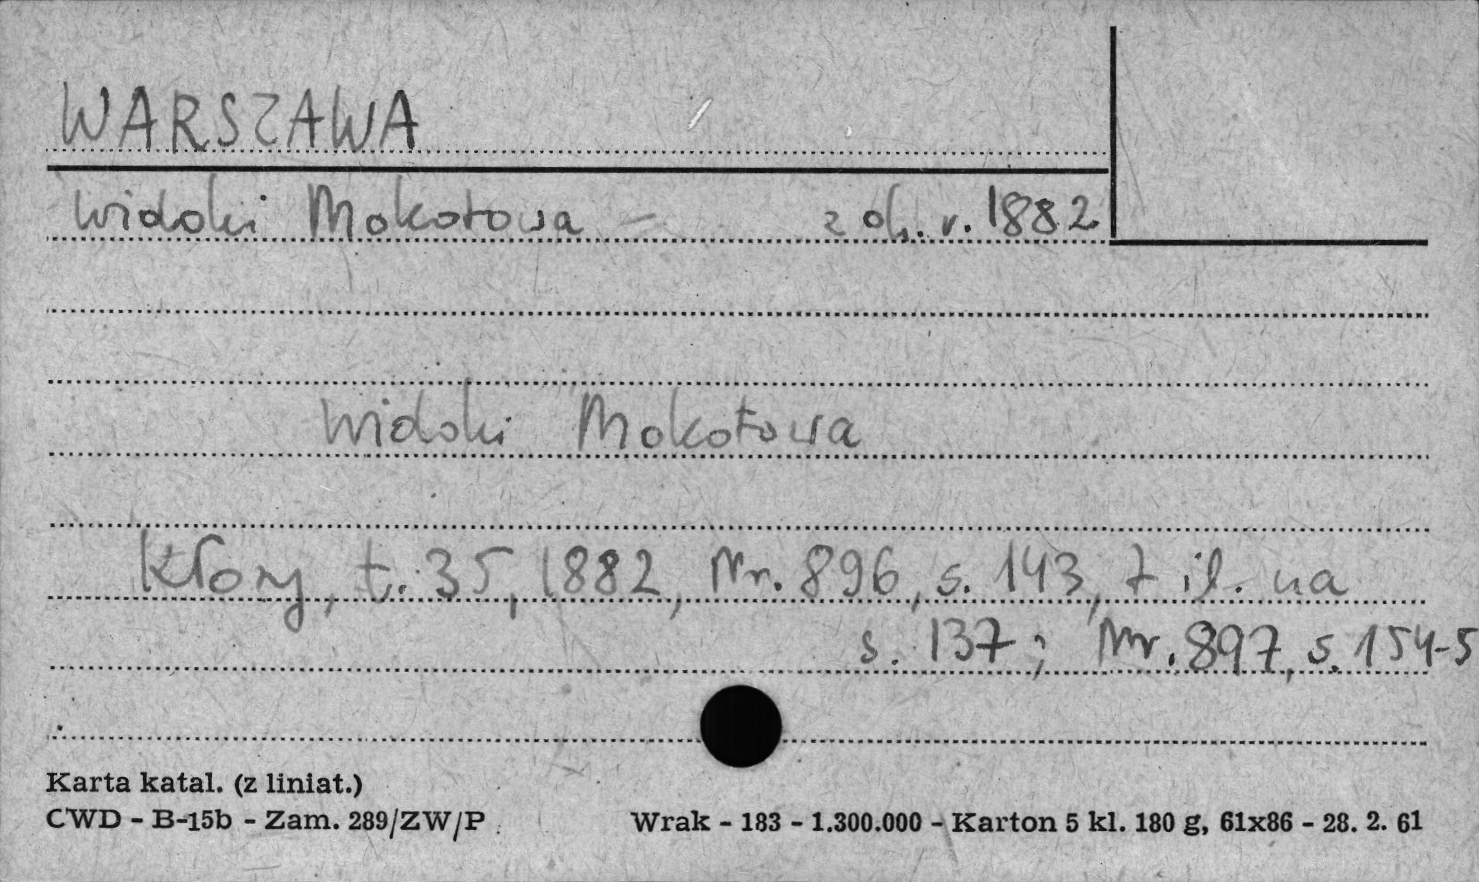 WARSZAWA
Widoki Mokotowa – z ok. r. 1882
Widoki Mokotowa
Kłosy, t. 35, 1882, Nr. 896, s. 143, 7 il. na
s. 137; Nr. 897, s. 154-5
Karta katal. (z liniat.)
CWD - B-15b - Zam. 289/ZW/P
Wrak - 183 - 1.300.000 - Karton 5 kl. 180 g, 61x86 - 28. 2. 61